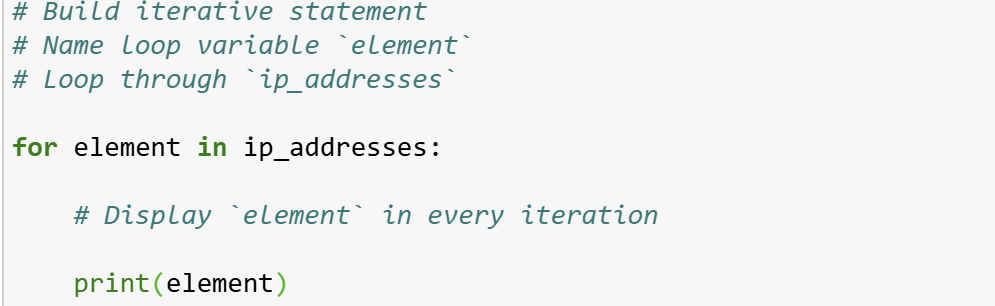 # Build iterative statement
# Name loop variable `element`
# Loop through `ip_addresses`
for element in ip_addresses:
    # Display `element` in every iteration
    print(element)